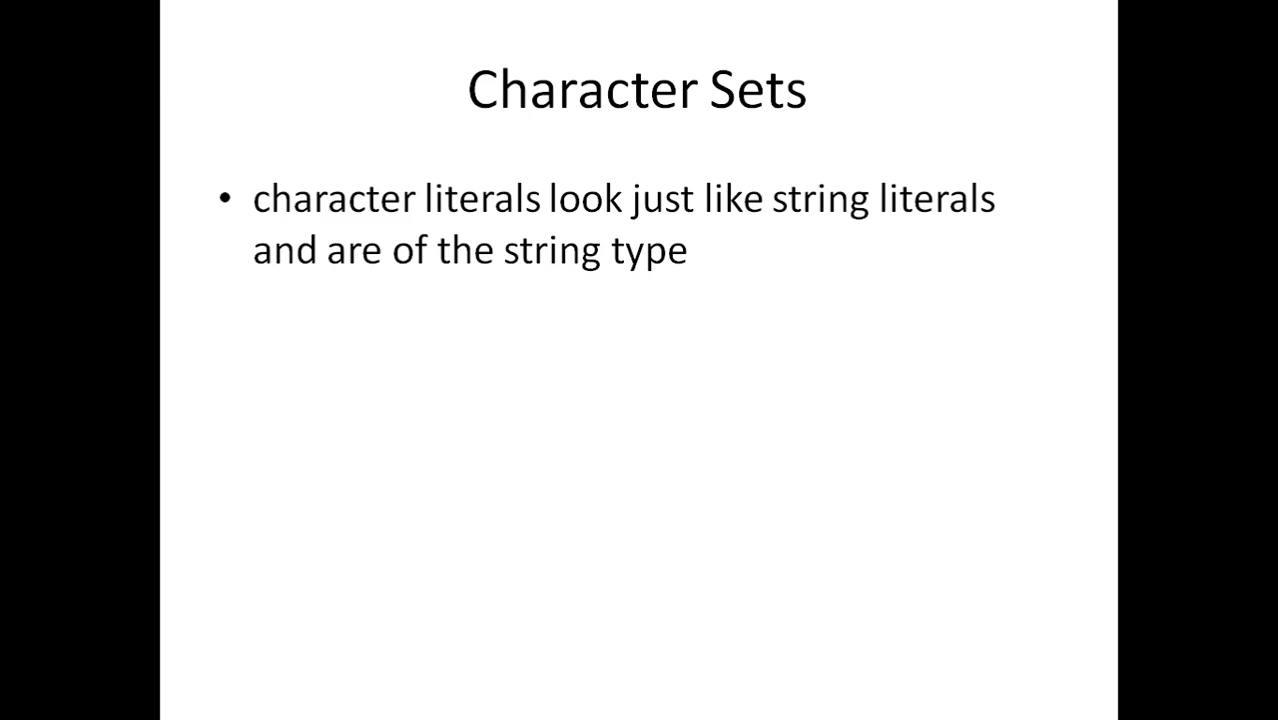 Character Sets
• character literals look just like string literals
and are of the string type